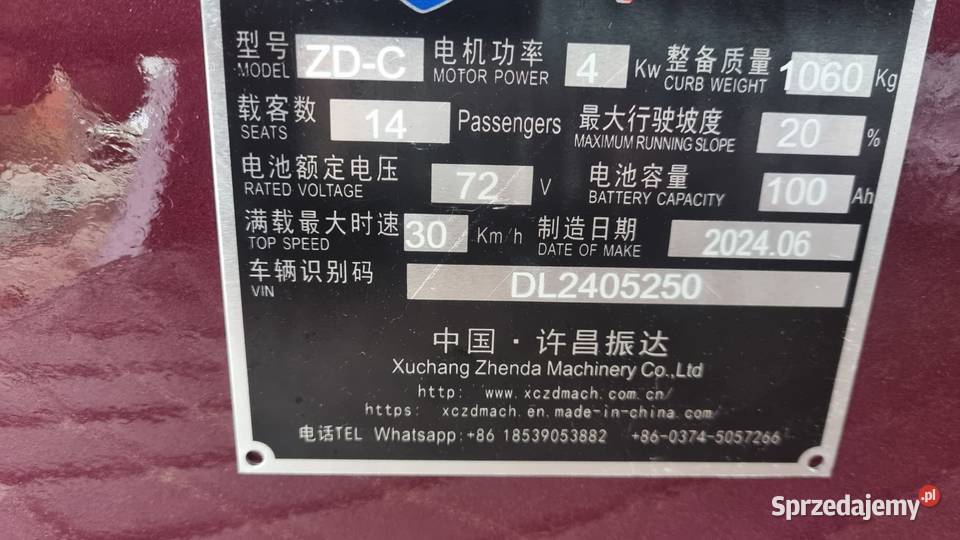 型号 ZD-C 电机功率 4 Kw 整备质量 1060 Kg
MODEL MOTOR POWER CURB WEIGHT
载客数 14 Passengers 最大行驶坡度 20 %
SEATS MAXIMUM RUNNING SLOPE
电池额定电压 72 V 电池容量 100 Ah
RATED VOLTAGE BATTERY CAPACITY
满载最大时速 30 Km/h 制造日期 2024.06
TOP SPEED DATE OF MAKE
车辆识别码 DL2405250
VIN
中国·许昌振达
Xuchang Zhenda Machinery Co.,Ltd
http: www.xczdmach.com.cn/
https: xczdmach.en.made-in-china.com/
电话TEL Whatsapp:+86 18539053882 +86-0374-5057266
Sprzedajemy.pl